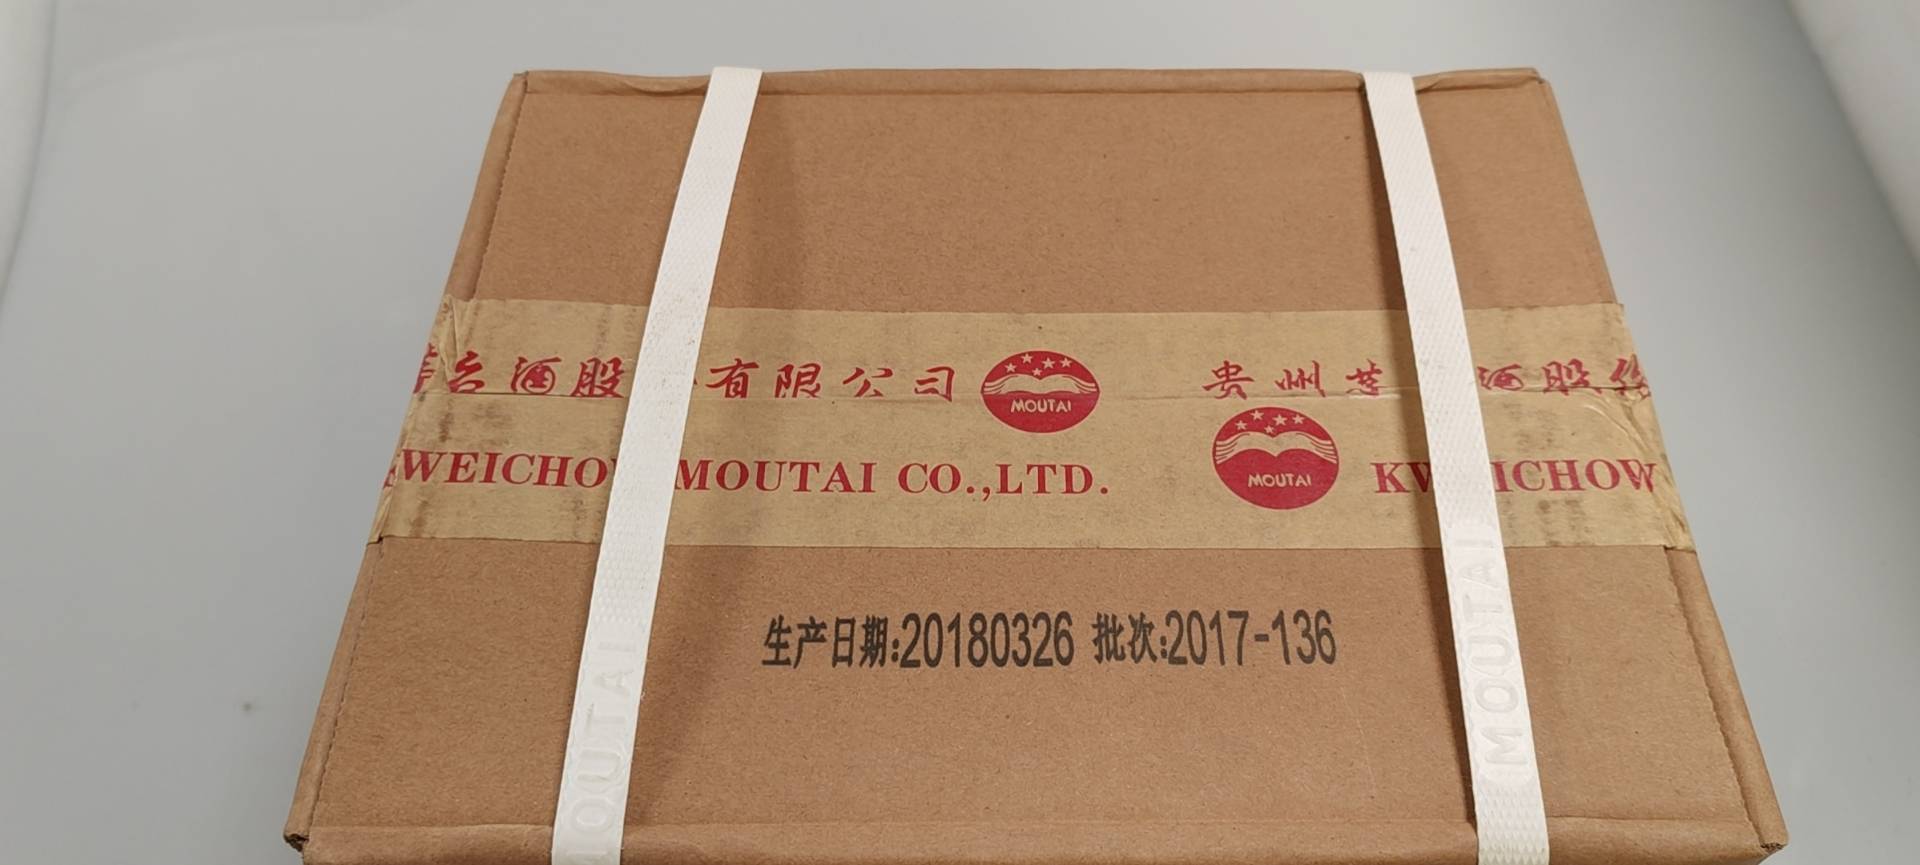 台酒股 有限公司 MOUTAI 贵州茅 酒股份
WEICHO MOUTAI CO.,LTD. MOUTAI KW ICHOW
生产日期:20180326 批次:2017-136
MOUTAI
MOUTAI